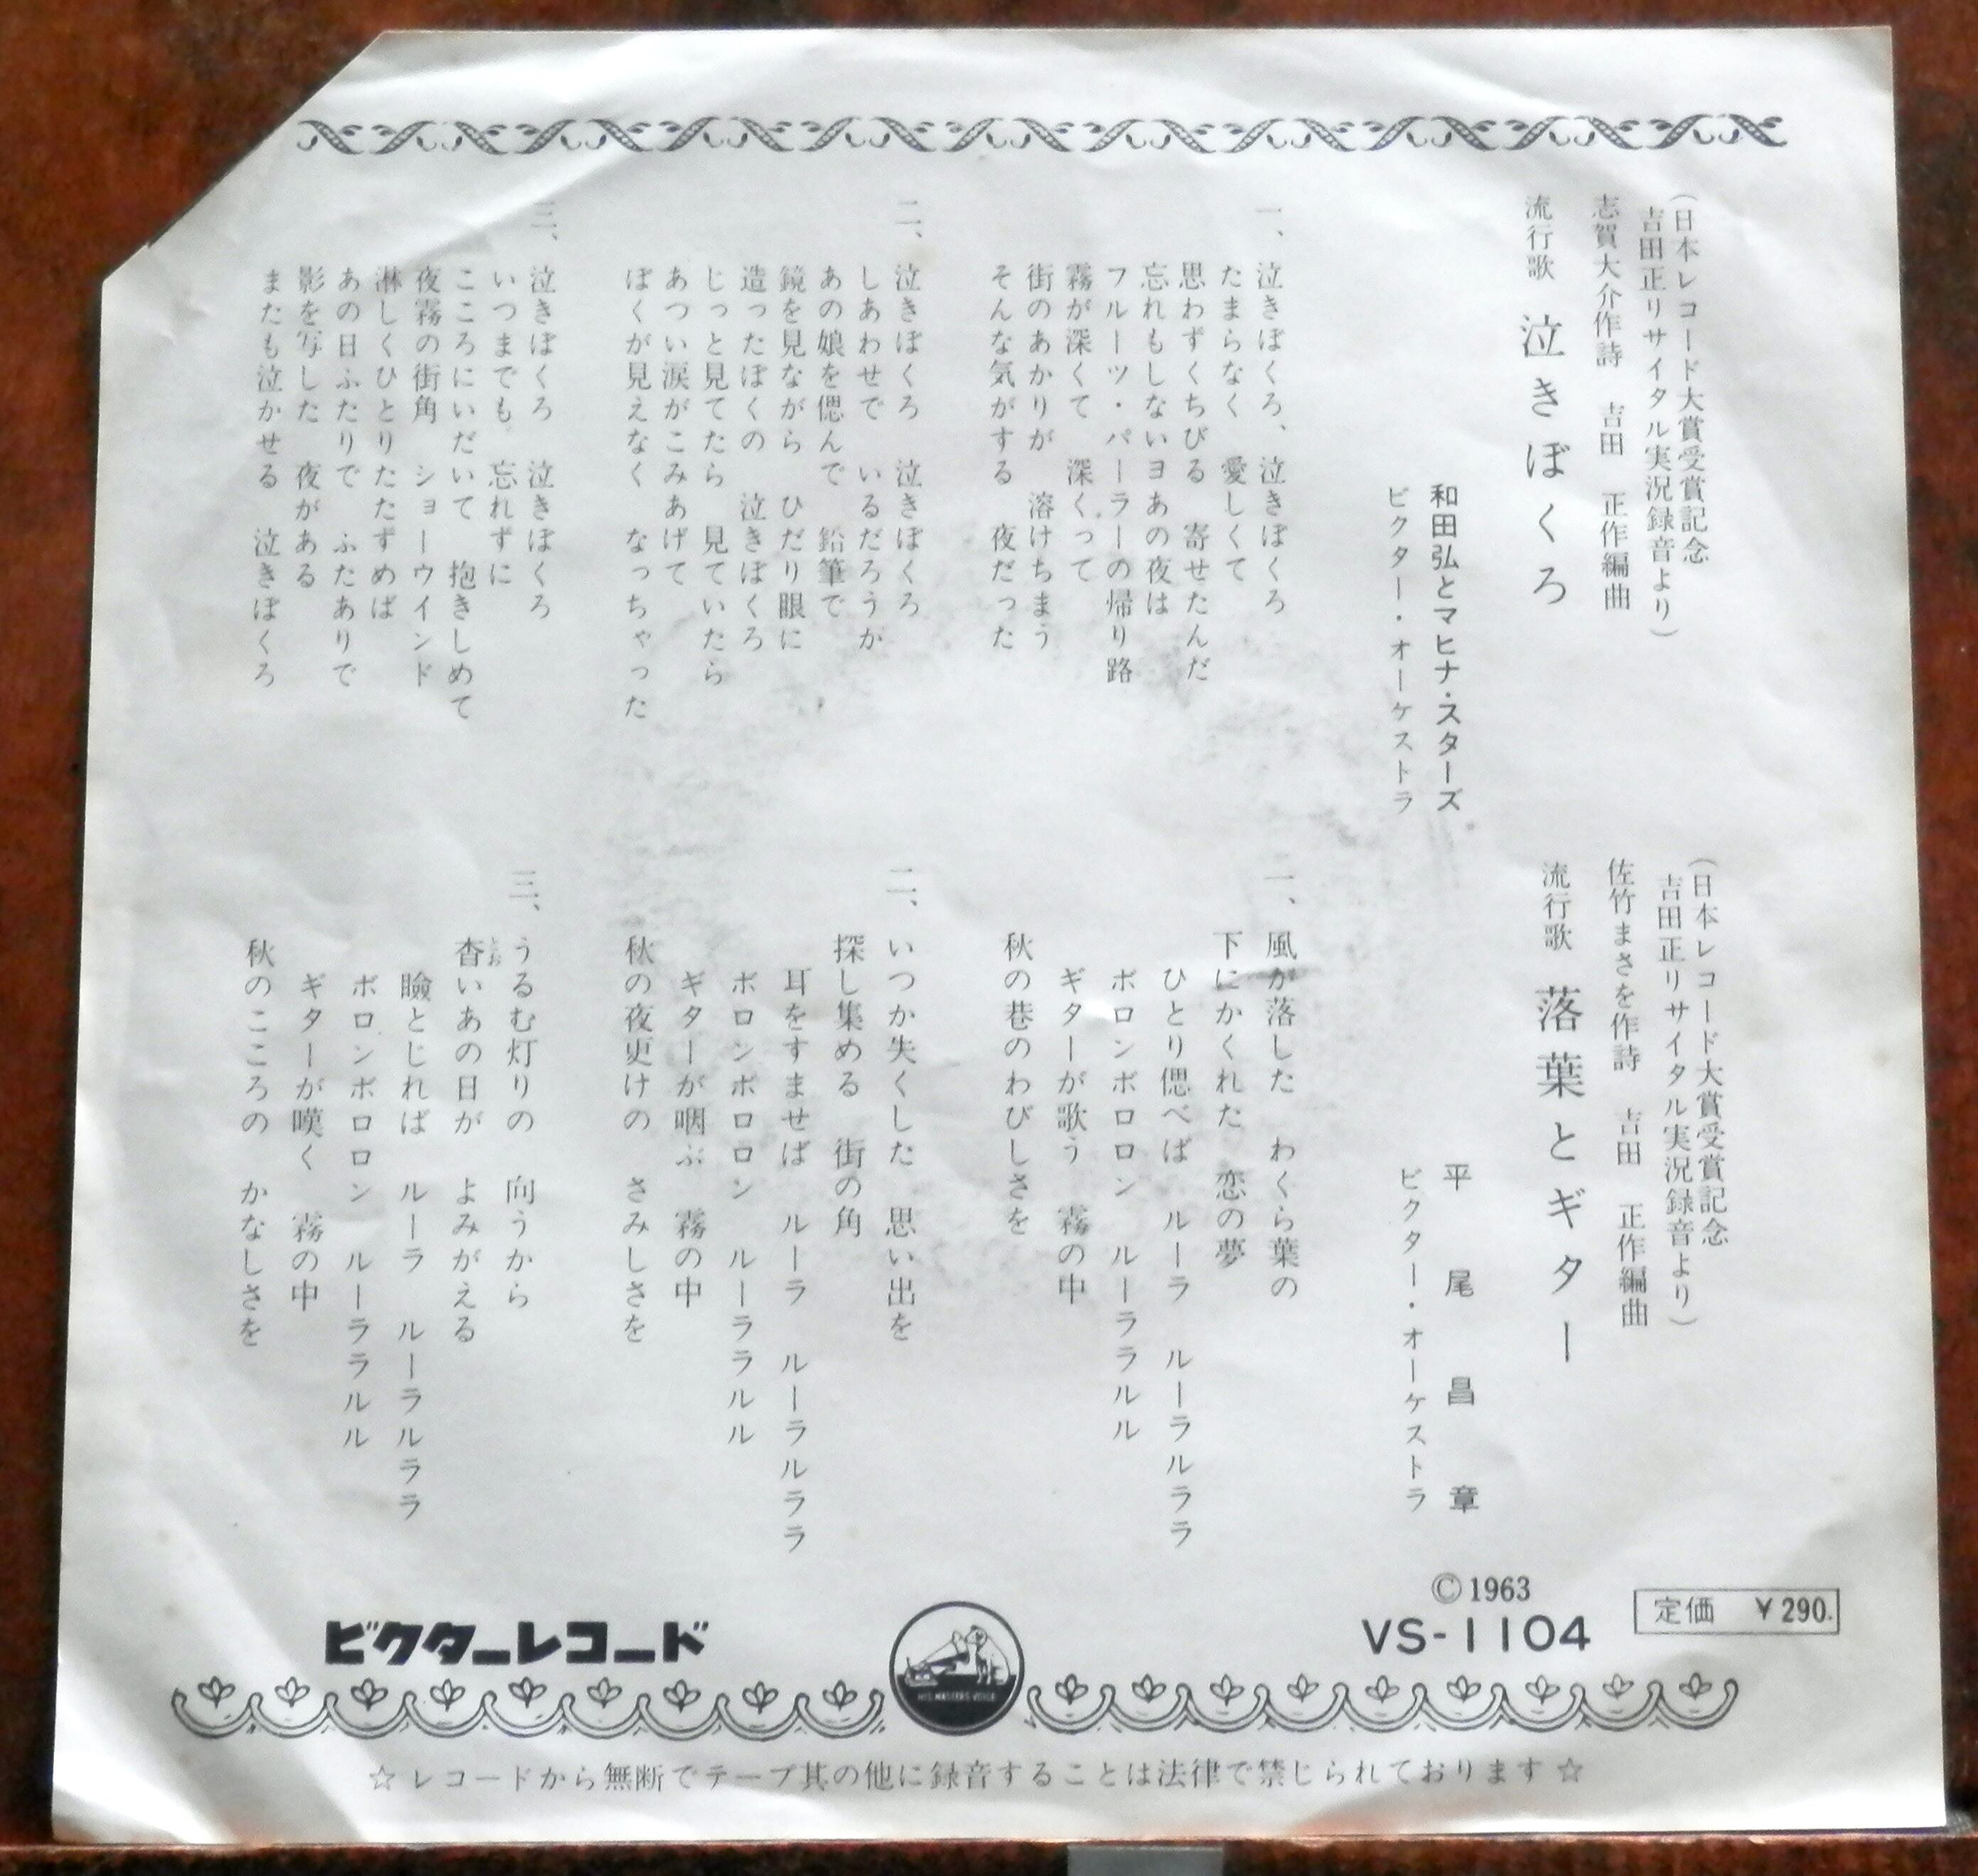 （日本レコード大賞受賞記念
吉田正リサイタル実況録音より）
志賀大介作詩　吉田　正作編曲
流行歌　泣きぼくろ
和田弘とマヒナ・スターズ
ビクター・オーケストラ
一、泣きぼくろ、泣きぼくろ
たまらなく　愛しくて
思わずくちびる　寄せたんだ
忘れもしないヨあの夜は
フルーツ・パーラーの帰り路
霧が深くて　深くって
街のあかりが　溶けちまう
そんな気がする　夜だった
二、泣きぼくろ　泣きぼくろ
しあわせで　いるだろうか
あの娘を偲んで　鉛筆で
鏡を見ながら　ひだり眼に
造ったぼくの　泣きぼくろ
じっと見てたら　見ていたら
あつい涙がこみあげて
ぼくが見えなく　なっちゃった
三、泣きぼくろ　泣きぼくろ
いつまでも　忘れずに
こころにいだいて　抱きしめて
夜霧の街角　ショーウインド
淋しくひとりたたずめば
あの日ふたりで　ふたありで
影を写した　夜がある
またも泣かせる　泣きぼくろ
（日本レコード大賞受賞記念
吉田正リサイタル実況録音より）
佐竹まさを作詩　吉田　正作編曲
流行歌　落葉とギター
平尾昌章
ビクター・オーケストラ
一、風が落した　わくら葉の
下にかくれた　恋の夢
ひとり偲べば　ルーラ　ルーラルララ
ボロンボロロン　ルーララルル
ギターが歌う　霧の中
秋の巷のわびしさを
二、いつか失くした　思い出を
探し集める　街の角
耳をすませば　ルーラ　ルーラルララ
ボロンボロロン　ルーララルル
ギターが咽ぶ　霧の中
秋の夜更けの　さみしさを
三、うるむ灯りの　向うから
杳いあの日が　よみがえる
とお
瞼とじれば　ルーラ　ルーラルララ
ボロンボロロン　ルーララルル
ギターが嘆く　霧の中
秋のこころの　かなしさを
©1963
VS-1104
定価　￥290.
ビクターレコード
HIS MASTERS VOICE
☆レコードから無断でテープ其の他に録音することは法律で禁じられております☆